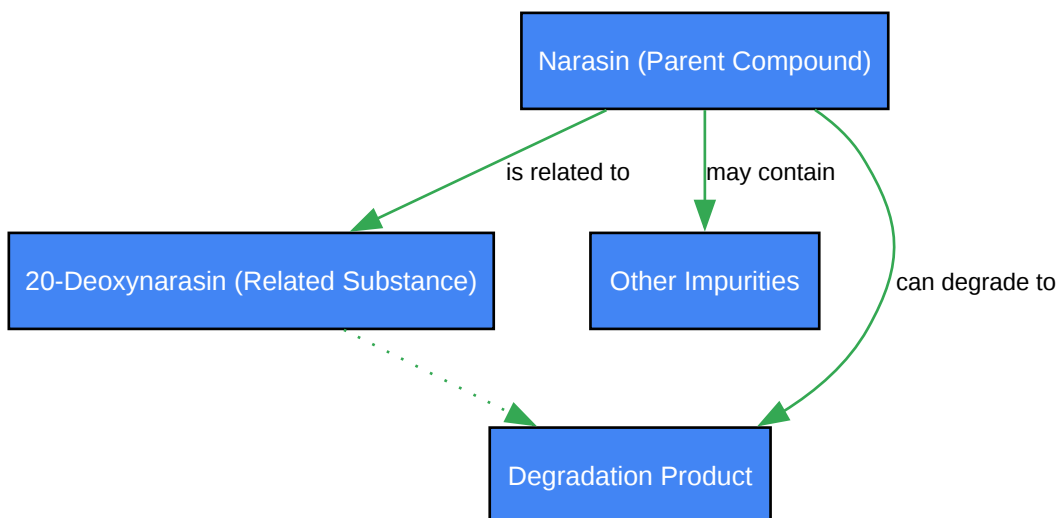 Narasin (Parent Compound)
is related to
may contain
20-Deoxynarasin (Related Substance)
Other Impurities
can degrade to
Degradation Product